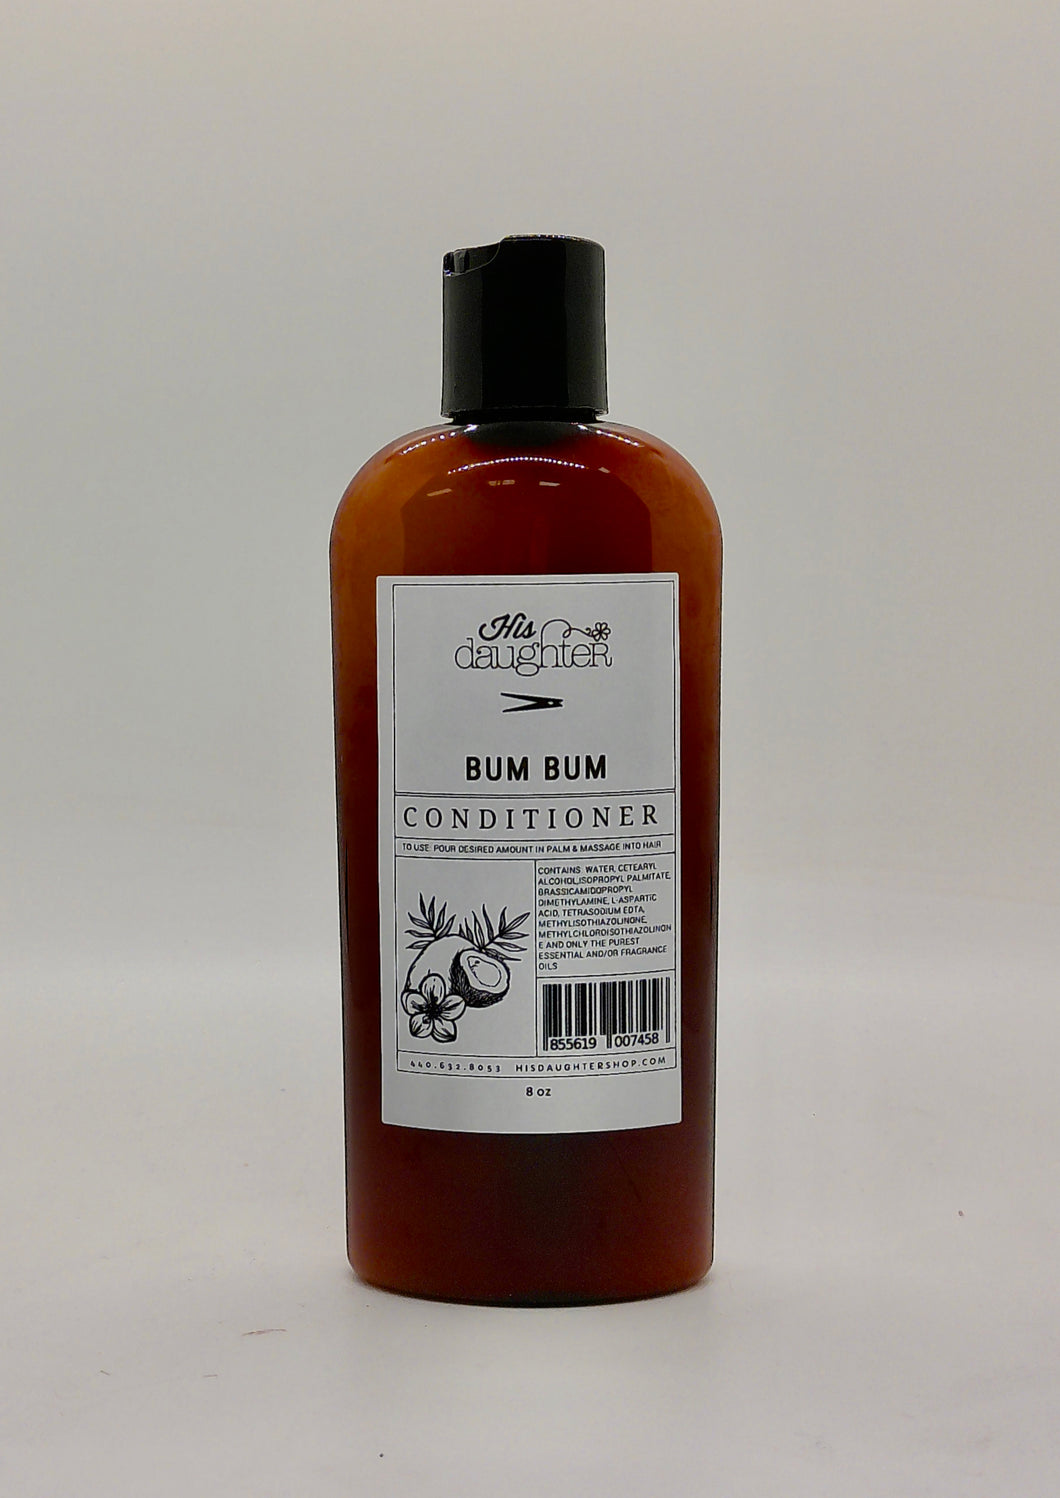 His
daughteR
BUM BUM
CONDITIONER
TO USE: POUR DESIRED AMOUNT IN PALM & MASSAGE INTO HAIR
CONTAINS: WATER, CETEARYL
ALCOHOL,ISOPROPYL PALMITATE,
BRASSICAMIDOPROPYL
DIMETHYLAMINE, L-ASPARTIC
ACID, TETRASODIUM EDTA,
METHYLISOTHIAZOLINONE,
METHYLCHLOROISOTHIAZOLINON
E AND ONLY THE PUREST
ESSENTIAL AND/OR FRAGRANCE
OILS
855619 007458
440.632.8053 HISDAUGHTERSHOP.COM
8 oz